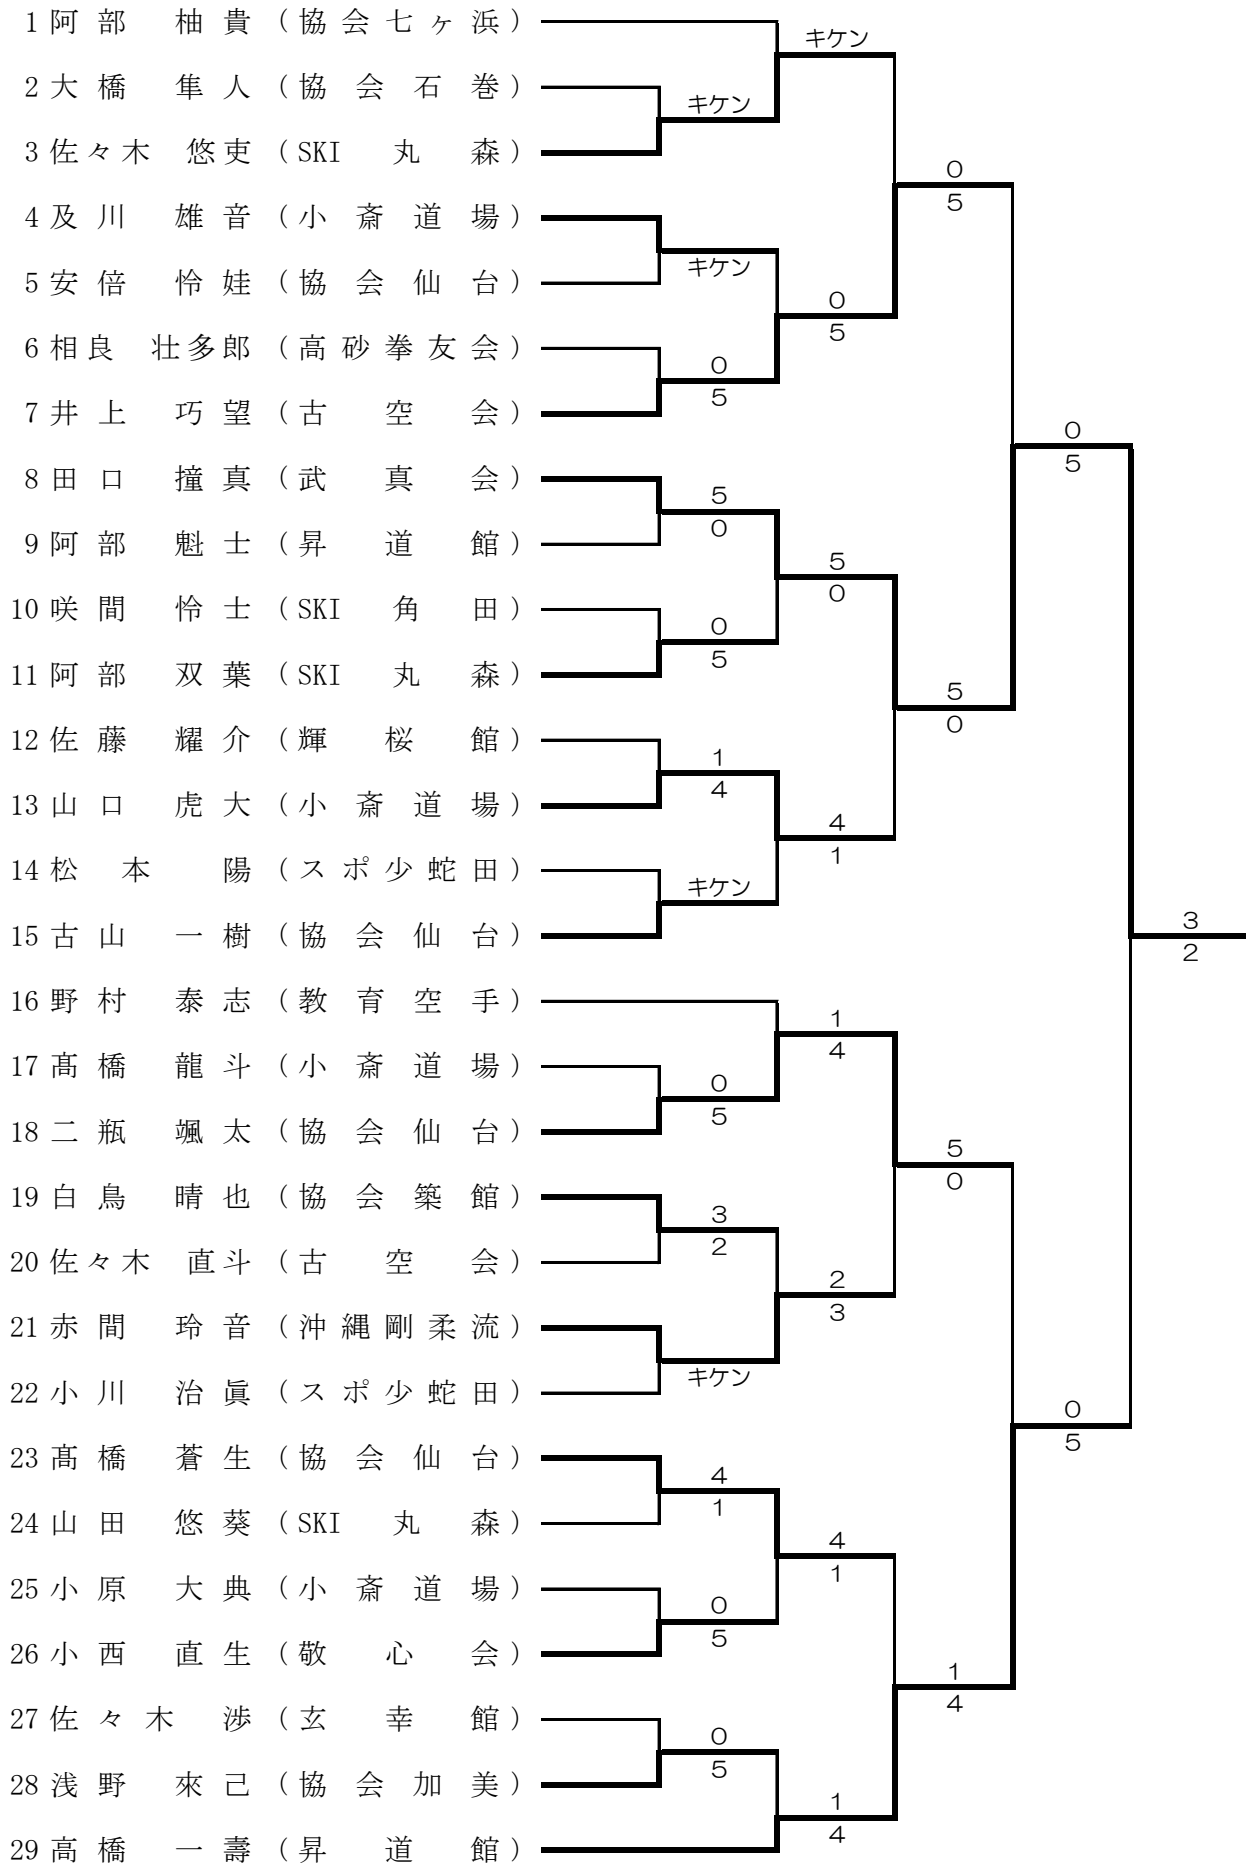 1 阿部 柚貴 (協会七ヶ浜)
キケン
2 大橋 隼人 (協会石巻)
キケン
3 佐々木 悠吏 (SKI 丸森)
0
5
4 及川 雄音 (小斎道場)
キケン
5 安倍 怜娃 (協会仙台)
0
5
6 相良 壮多郎 (高砂拳友会)
0
5
7 井上 巧望 (古空会)
0
5
8 田口 撞真 (武真会)
5
0
9 阿部 魁士 (昇道館)
5
0
10 咲間 怜士 (SKI 角田)
0
5
11 阿部 双葉 (SKI 丸森)
5
0
12 佐藤 耀介 (輝桜館)
1
4
13 山口 虎大 (小斎道場)
4
1
14 松本 陽 (スポ少蛇田)
キケン
15 古山 一樹 (協会仙台)
3
2
16 野村 泰志 (教育空手)
1
4
17 髙橋 龍斗 (小斎道場)
0
5
18 二瓶 颯太 (協会仙台)
5
0
19 白鳥 晴也 (協会築館)
3
2
20 佐々木 直斗 (古空会)
2
3
21 赤間 玲音 (沖縄剛柔流)
キケン
22 小川 治眞 (スポ少蛇田)
0
5
23 髙橋 蒼生 (協会仙台)
4
1
24 山田 悠葵 (SKI 丸森)
4
1
25 小原 大典 (小斎道場)
0
5
26 小西 直生 (敬心会)
1
4
27 佐々木 渉 (玄幸館)
0
5
28 浅野 來己 (協会加美)
1
4
29 高橋 一壽 (昇道館)